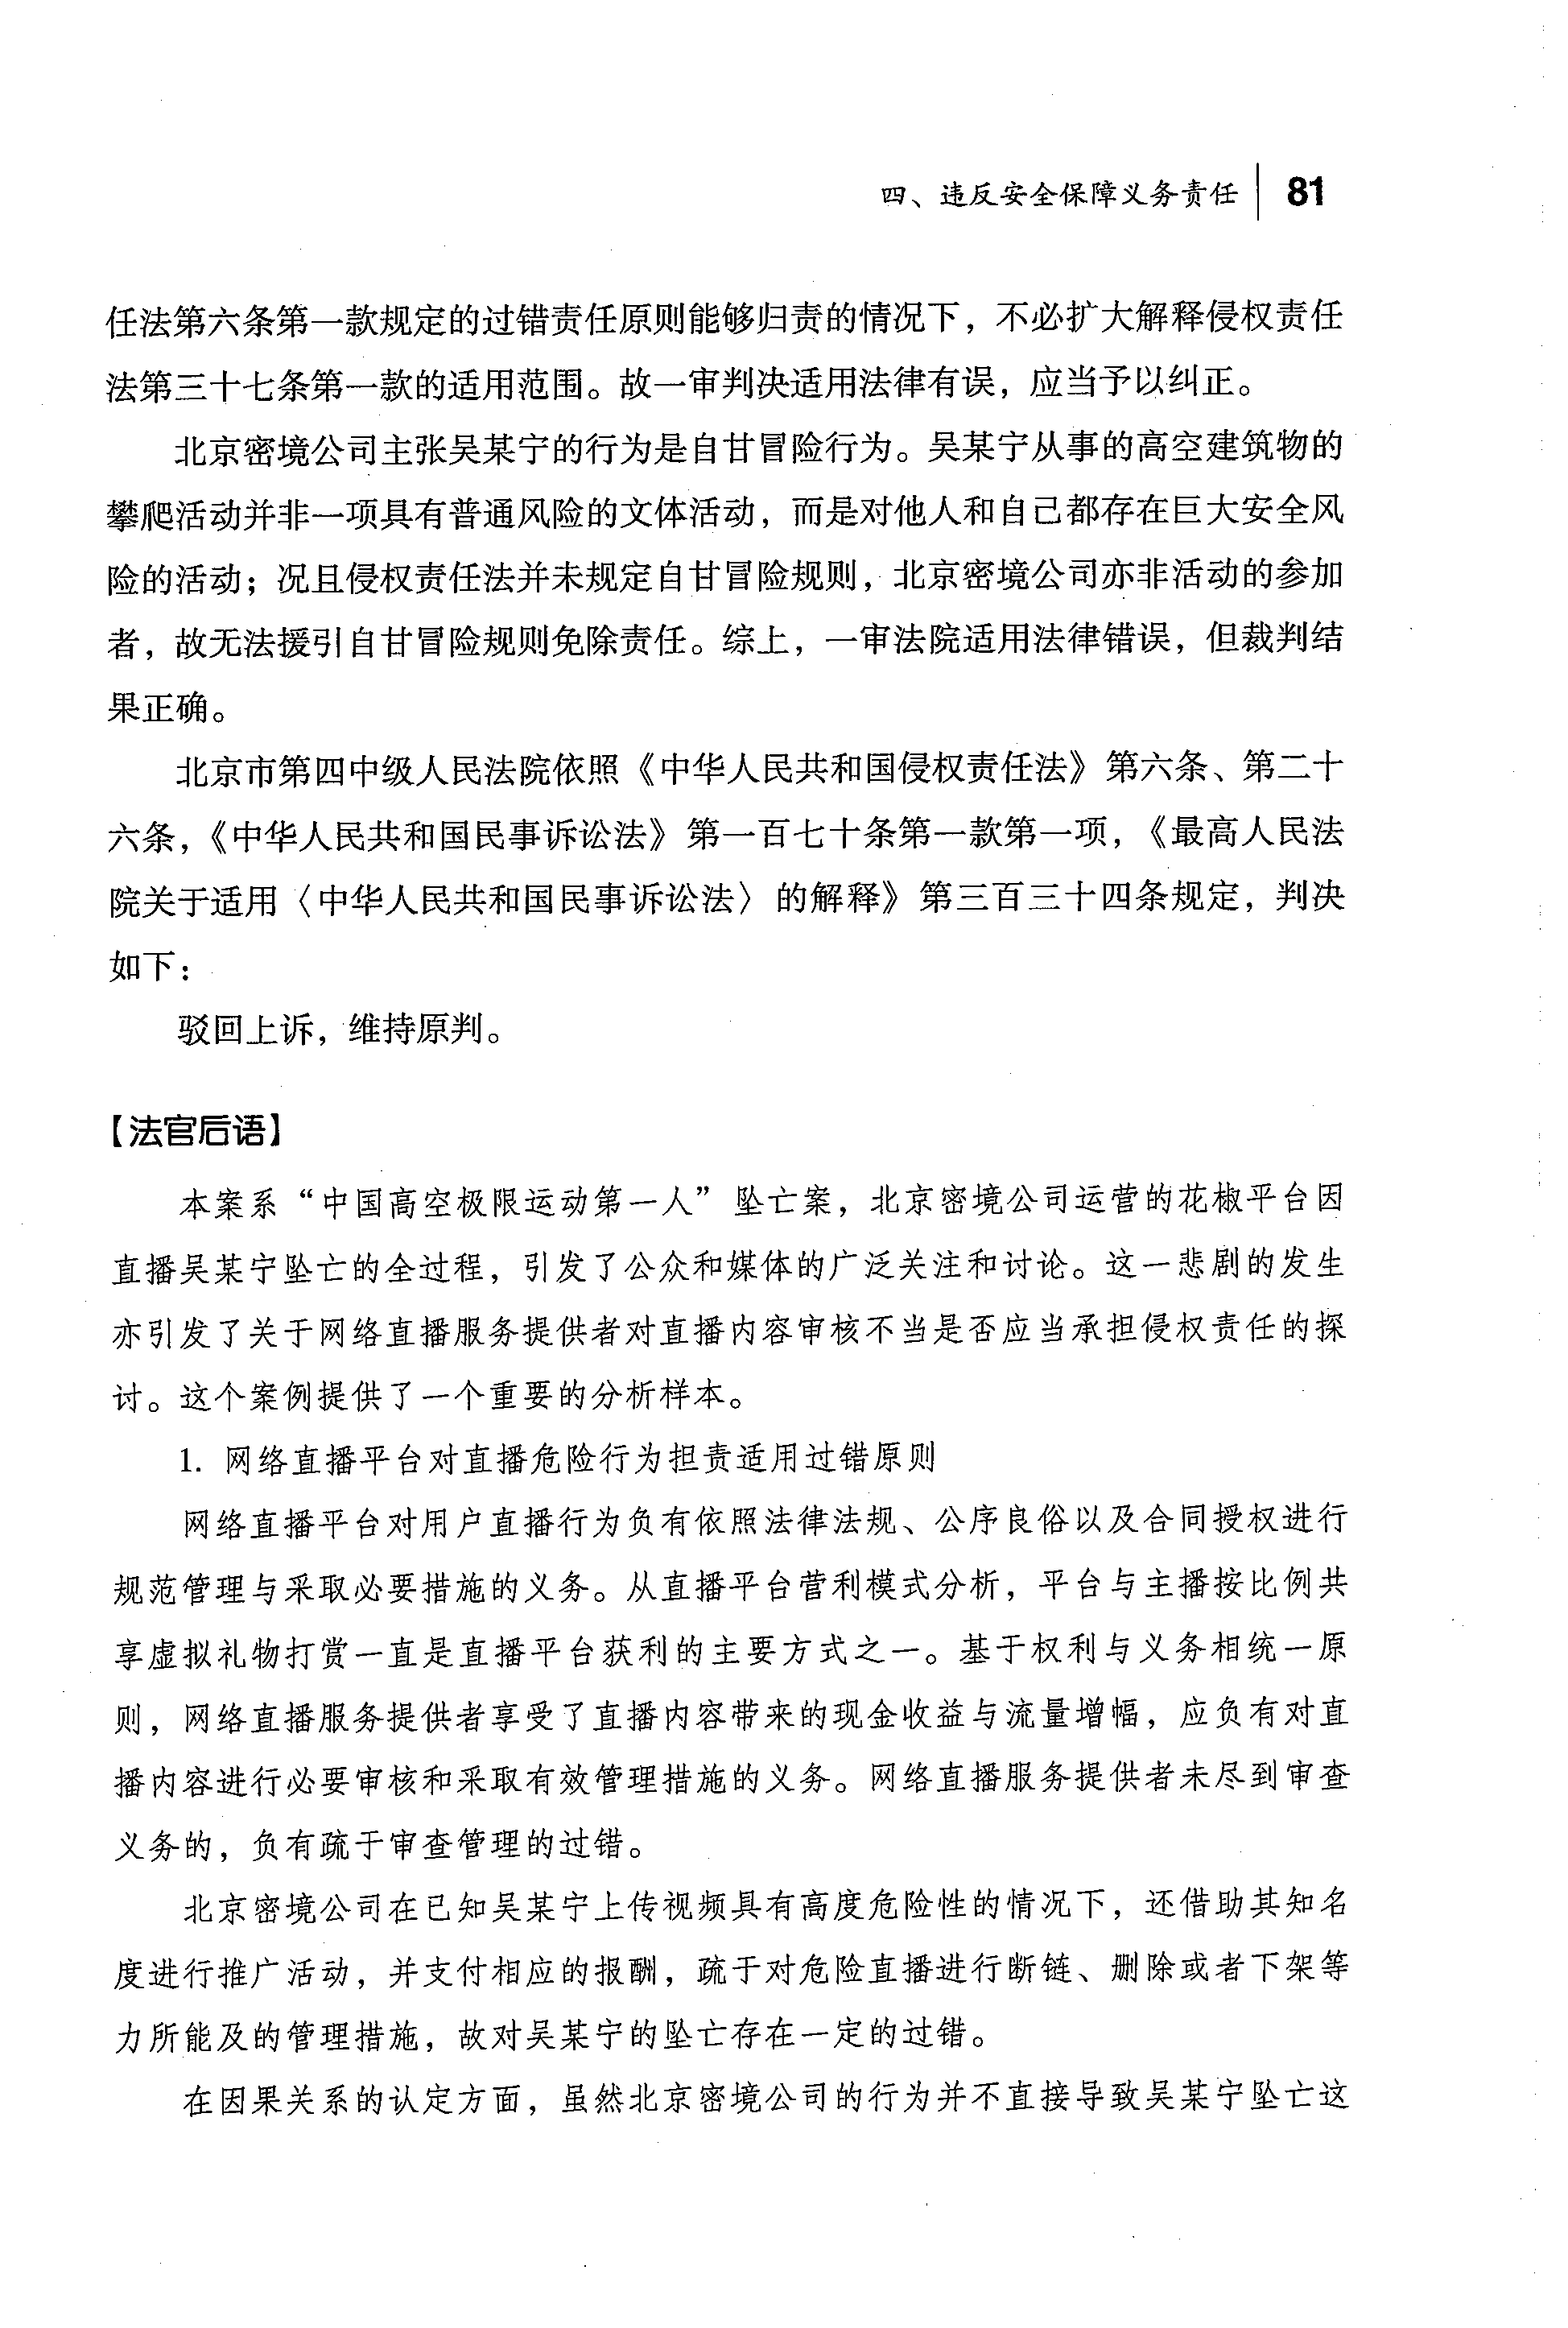 四、违反安全保障义务责任 81
任法第六条第一款规定的过错责任原则能够归责的情况下，不必扩大解释侵权责任
法第三十七条第一款的适用范围。故一审判决适用法律有误，应当予以纠正。
北京密境公司主张吴某宁的行为是自甘冒险行为。吴某宁从事的高空建筑物的
攀爬活动并非一项具有普通风险的文体活动，而是对他人和自己都存在巨大安全风
险的活动；况且侵权责任法并未规定自甘冒险规则，北京密境公司亦非活动的参加
者，故无法援引自甘冒险规则免除责任。综上，一审法院适用法律错误，但裁判结
果正确。
北京市第四中级人民法院依照《中华人民共和国侵权责任法》第六条、第二十
六条，《中华人民共和国民事诉讼法》第一百七十条第一款第一项，《最高人民法
院关于适用〈中华人民共和国民事诉讼法〉的解释》第三百三十四条规定，判决
如下：
驳回上诉，维持原判。
【法官后语】
本案系“中国高空极限运动第一人”坠亡案，北京密境公司运营的花椒平台因
直播吴某宁坠亡的全过程，引发了公众和媒体的广泛关注和讨论。这一悲剧的发生
亦引发了关于网络直播服务提供者对直播内容审核不当是否应当承担侵权责任的探
讨。这个案例提供了一个重要的分析样本。
1. 网络直播平台对直播危险行为担责适用过错原则
网络直播平台对用户直播行为负有依照法律法规、公序良俗以及合同授权进行
规范管理与采取必要措施的义务。从直播平台营利模式分析，平台与主播按比例共
享虚拟礼物打赏一直是直播平台获利的主要方式之一。基于权利与义务相统一原
则，网络直播服务提供者享受了直播内容带来的现金收益与流量增幅，应负有对直
播内容进行必要审核和采取有效管理措施的义务。网络直播服务提供者未尽到审查
义务的，负有疏于审查管理的过错。
北京密境公司在已知吴某宁上传视频具有高度危险性的情况下，还借助其知名
度进行推广活动，并支付相应的报酬，疏于对危险直播进行断链、删除或者下架等
力所能及的管理措施，故对吴某宁的坠亡存在一定的过错。
在因果关系的认定方面，虽然北京密境公司的行为并不直接导致吴某宁坠亡这